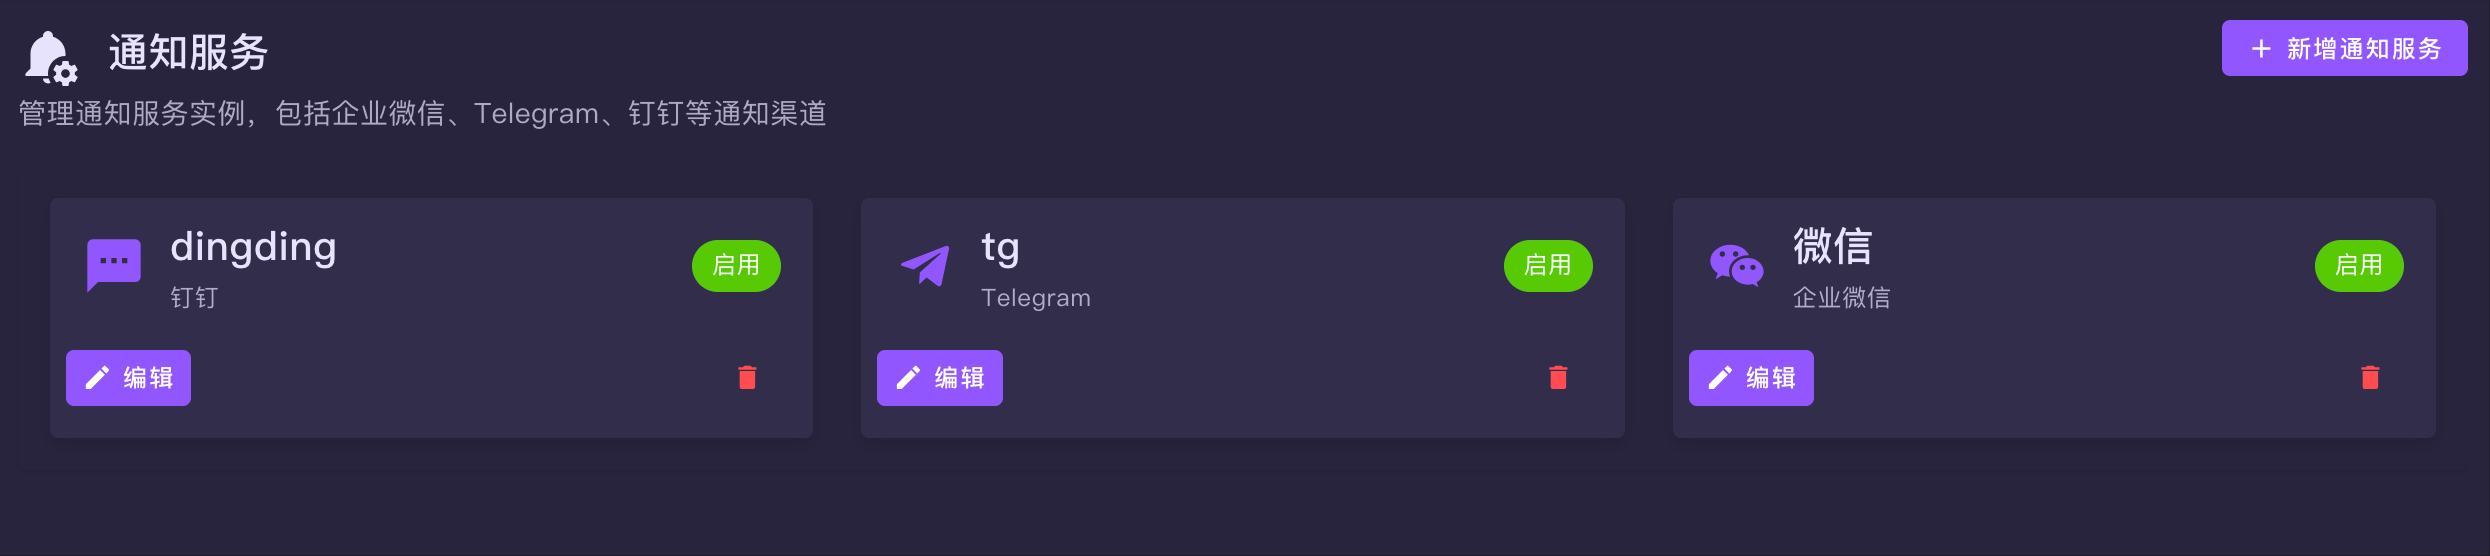 通知服务
新增通知服务
管理通知服务实例，包括企业微信、Telegram、钉钉等通知渠道
dingding
钉钉
启用
编辑
tg
Telegram
启用
编辑
微信
企业微信
启用
编辑